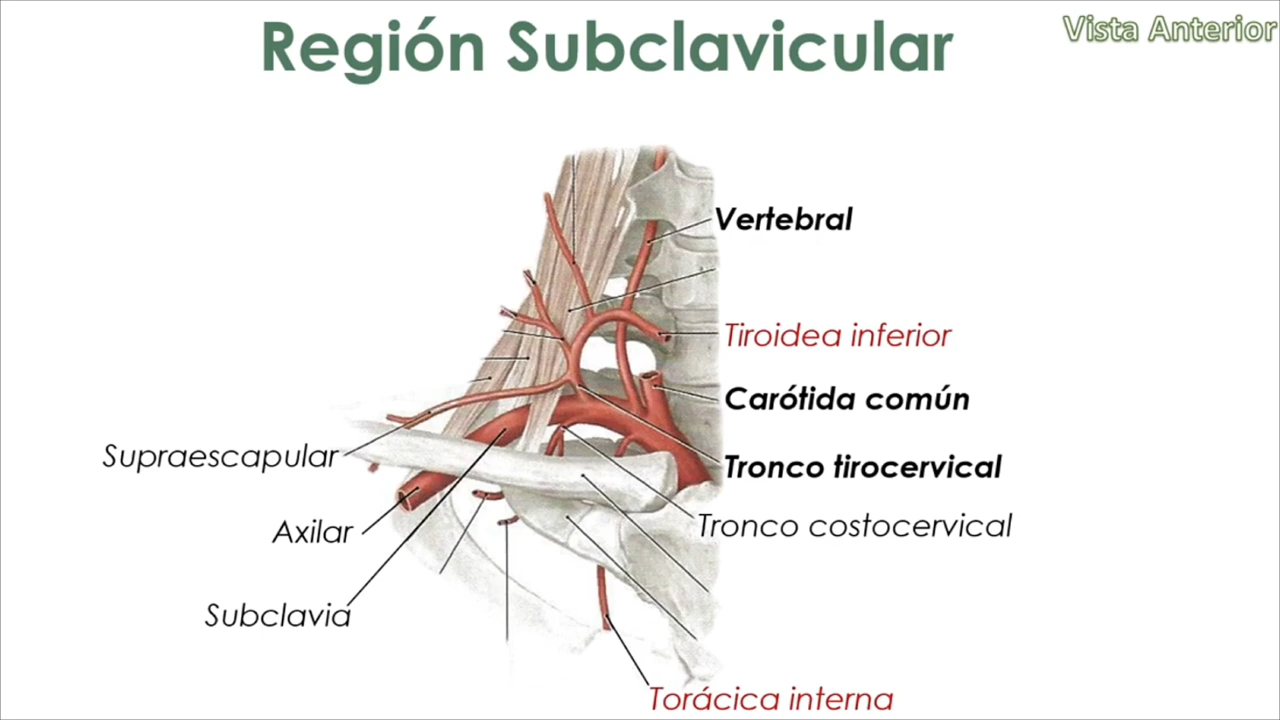 Región Subclavicular
Vista Anterior
Vertebral
Tiroidea inferior
Carótida común
Supraescapular
Tronco tirocervical
Axilar
Tronco costocervical
Subclavia
Torácica interna